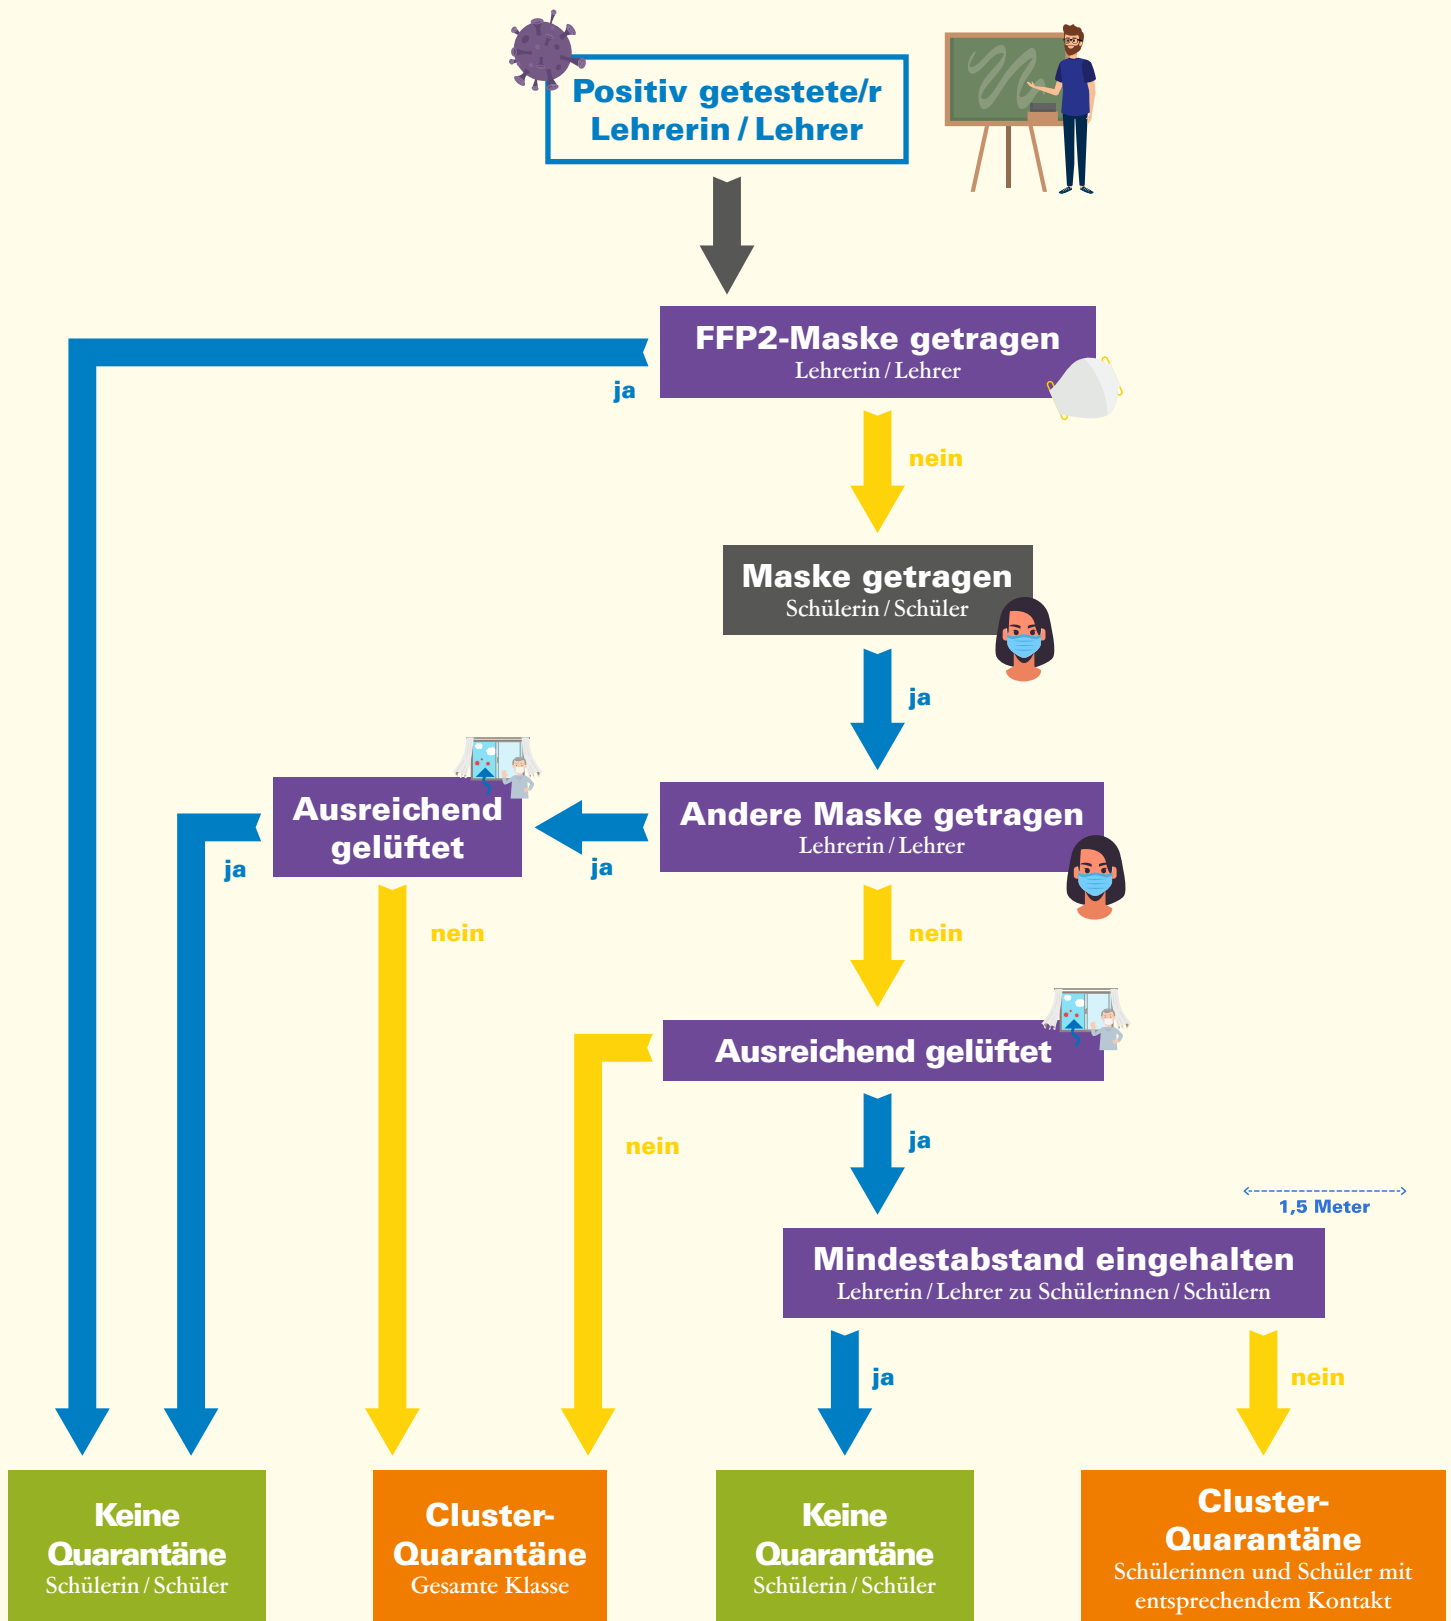 Positiv getestete/r
Lehrerin / Lehrer
FFP2-Maske getragen
Lehrerin / Lehrer
ja
nein
Maske getragen
Schülerin / Schüler
ja
Andere Maske getragen
Lehrerin / Lehrer
ja
Ausreichend
gelüftet
ja
nein
nein
Ausreichend gelüftet
nein
ja
1,5 Meter
Mindestabstand eingehalten
Lehrerin / Lehrer zu Schülerinnen / Schülern
ja
nein
Keine
Quarantäne
Schülerin / Schüler
Cluster-
Quarantäne
Gesamte Klasse
Keine
Quarantäne
Schülerin / Schüler
Cluster-
Quarantäne
Schülerinnen und Schüler mit
entsprechendem Kontakt